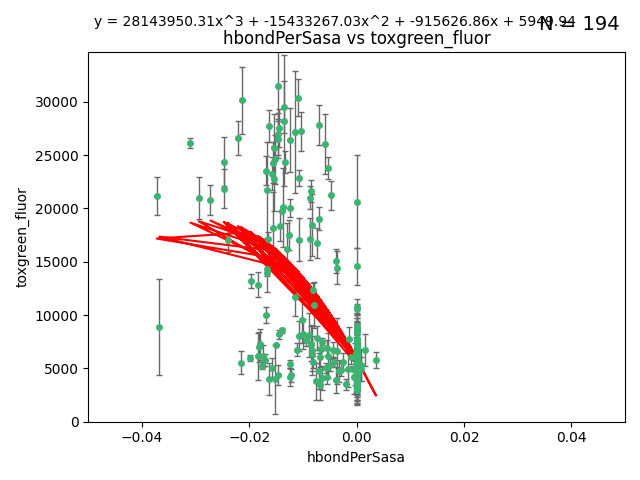 y = 28143950.31x^3 + -15433267.03x^2 + -915626.86x + 5949.94
N = 194
hbondPerSasa vs toxgreen_fluor
toxgreen_fluor
30000
25000
20000
15000
10000
5000
0
-0.04
-0.02
0.00
0.02
0.04
hbondPerSasa